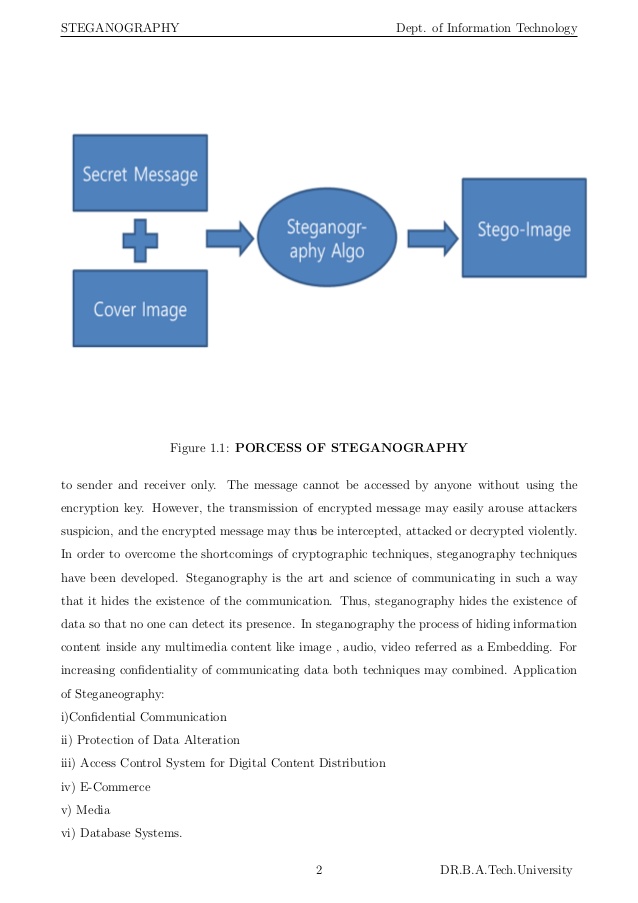 STEGANOGRAPHY Dept. of Information Technology
Secret Message
Cover Image
Steganogr-
aphy Algo
Stego-Image
Figure 1.1: PORCESS OF STEGANOGRAPHY
to sender and receiver only. The message cannot be accessed by anyone without using the
encryption key. However, the transmission of encrypted message may easily arouse attackers
suspicion, and the encrypted message may thus be intercepted, attacked or decrypted violently.
In order to overcome the shortcomings of cryptographic techniques, steganography techniques
have been developed. Steganography is the art and science of communicating in such a way
that it hides the existence of the communication. Thus, steganography hides the existence of
data so that no one can detect its presence. In steganography the process of hiding information
content inside any multimedia content like image , audio, video referred as a Embedding. For
increasing confidentiality of communicating data both techniques may combined. Application
of Steganeography:
i)Confidential Communication
ii) Protection of Data Alteration
iii) Access Control System for Digital Content Distribution
iv) E-Commerce
v) Media
vi) Database Systems.
2 DR.B.A.Tech.University